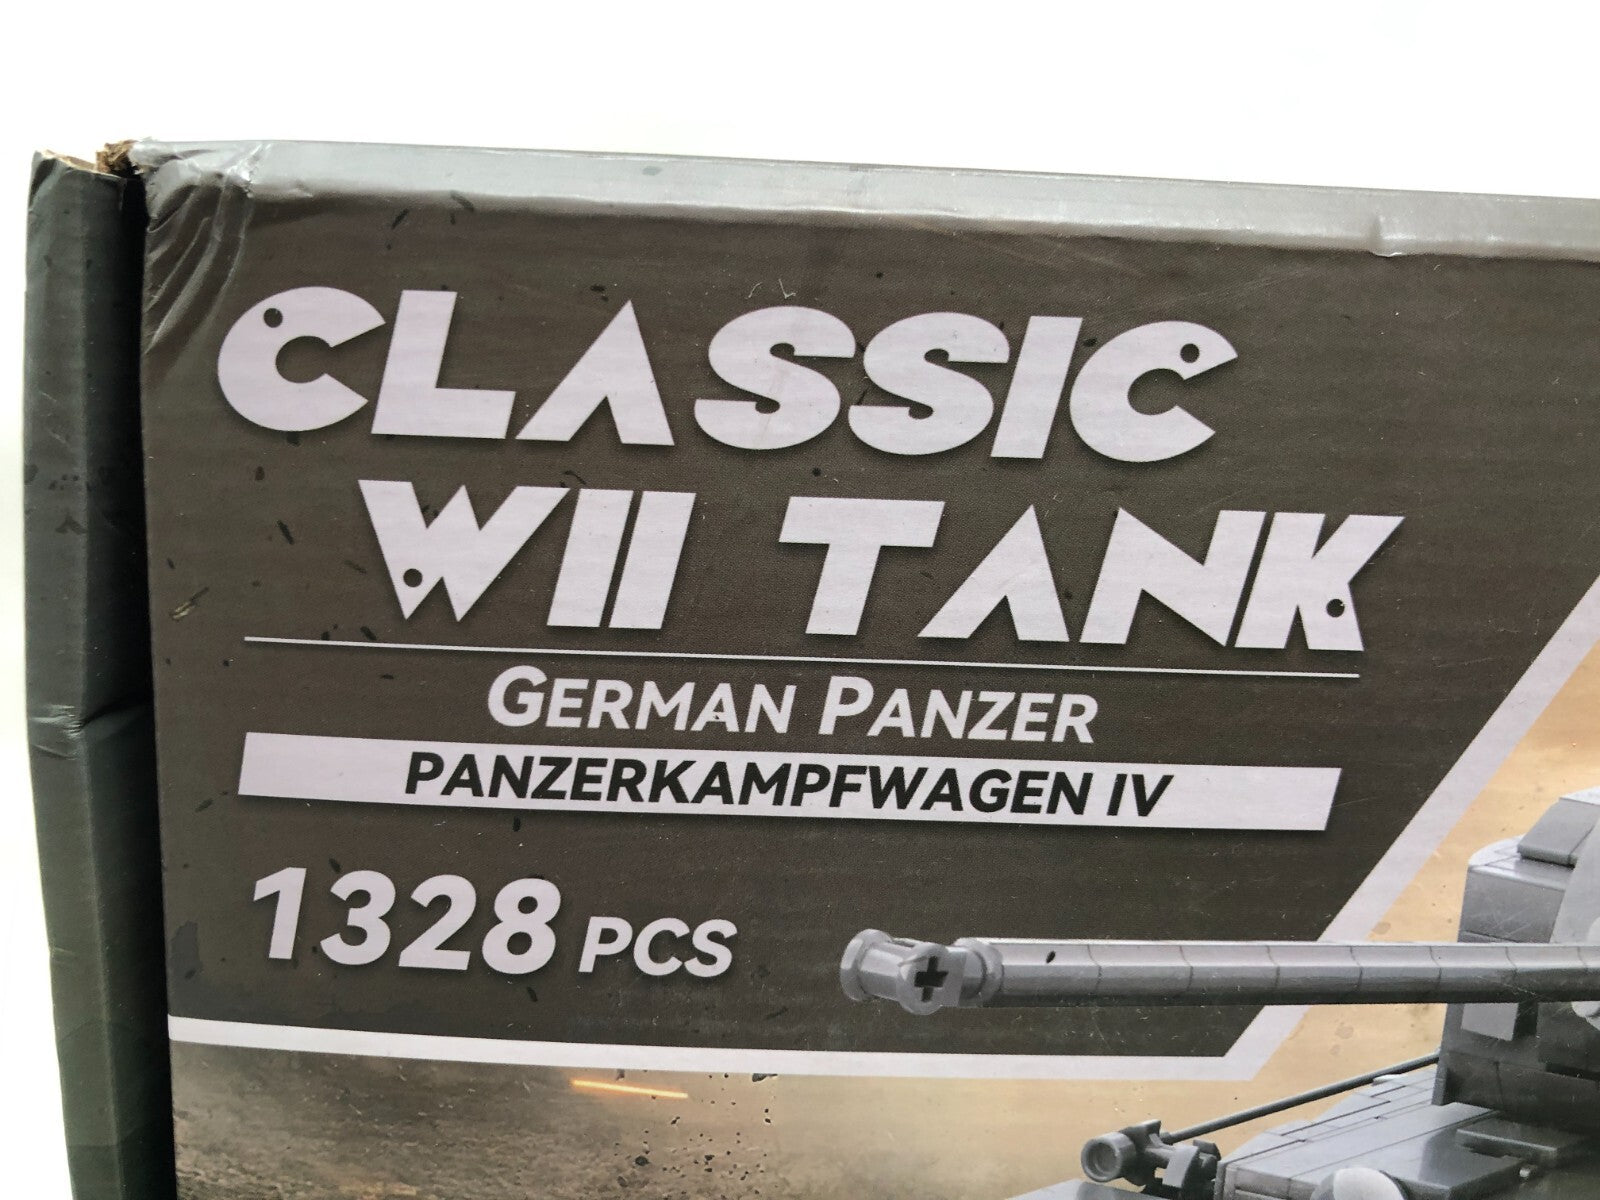 CLASSIC
WII TANK
GERMAN PANZER
PANZERKAMPFWAGEN IV
1328 PCS